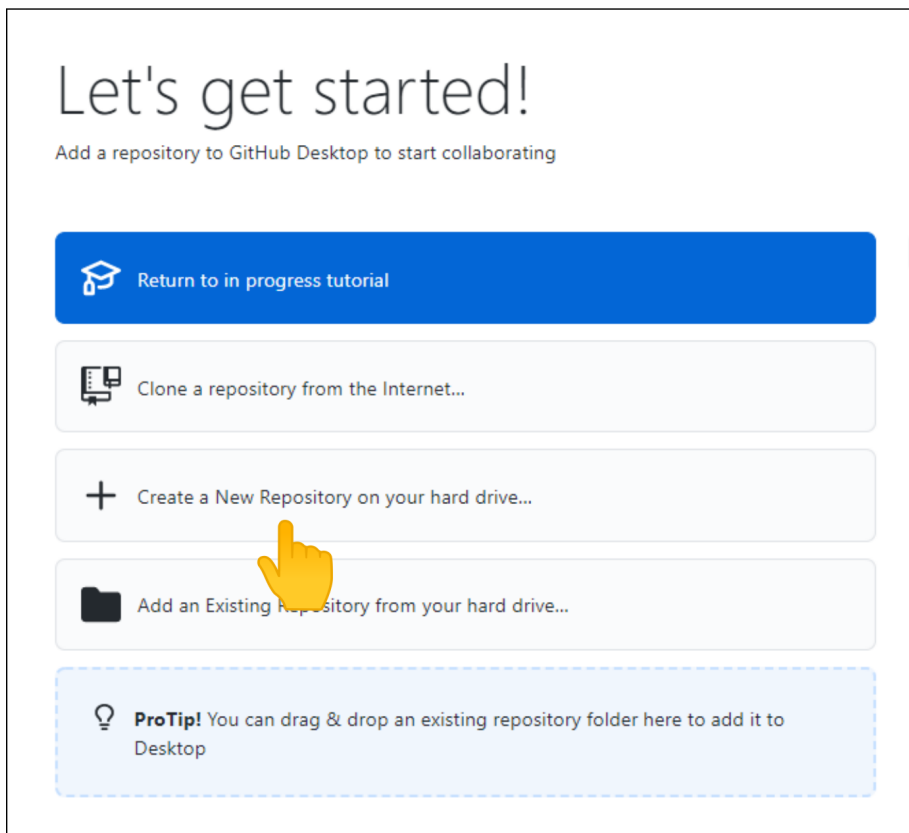 Let's get started!
Add a repository to GitHub Desktop to start collaborating
Return to in progress tutorial
Clone a repository from the Internet...
Create a New Repository on your hard drive...
Add an Existing Repository from your hard drive...
ProTip! You can drag & drop an existing repository folder here to add it to
Desktop